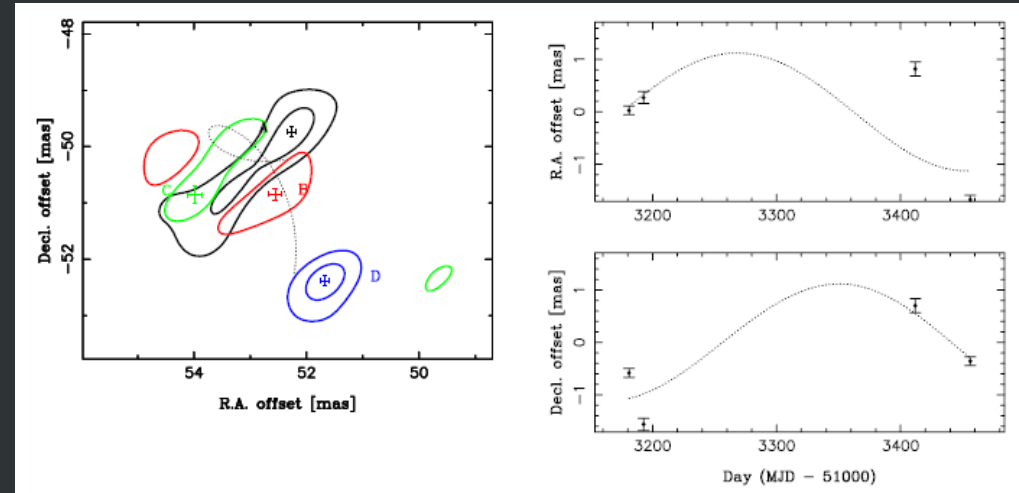 −48
−50
−52
Decl. offset [mas]
A
B
C
D
54
52
50
R.A. offset [mas]
R.A. offset [mas]
1
0
−1
3200
3300
3400
Decl. offset [mas]
1
0
−1
3200
3300
3400
Day (MJD − 51000)